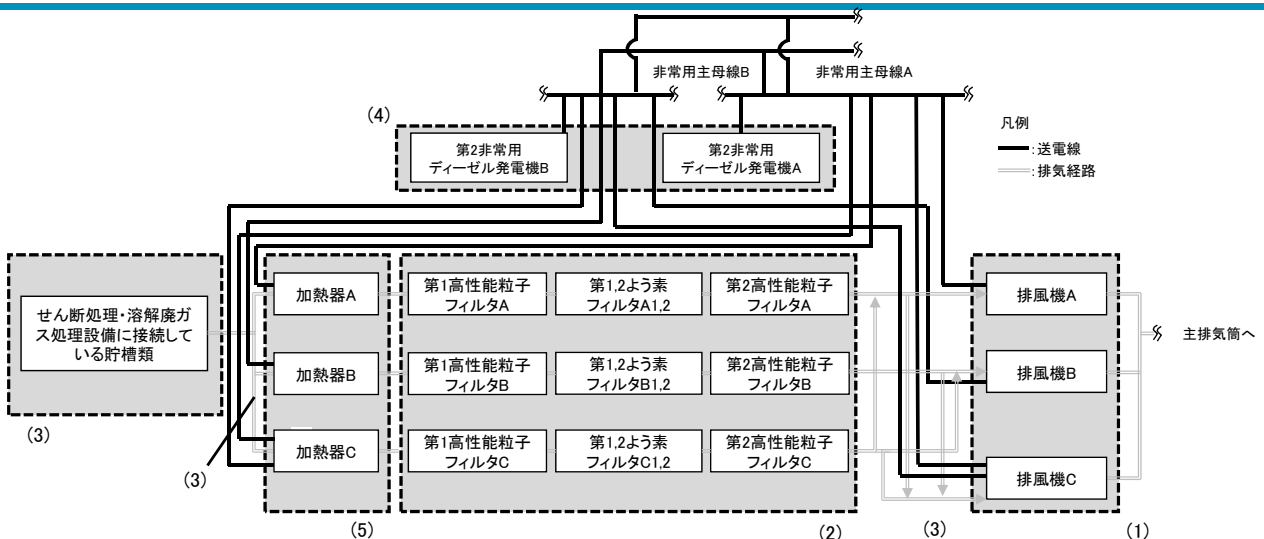 非常用主母線B
非常用主母線A
(4)
第2非常用
ディーゼル発電機B
第2非常用
ディーゼル発電機A
凡例
:送電線
:排気経路
せん断処理・溶解廃ガ
ス処理設備に接続して
いる貯槽類
(3)
加熱器A
第1高性能粒子
フィルタA
第1,2よう素
フィルタA1,2
第2高性能粒子
フィルタA
排風機A
加熱器B
第1高性能粒子
フィルタB
第1,2よう素
フィルタB1,2
第2高性能粒子
フィルタB
排風機B
主排気筒へ
(3)
加熱器C
第1高性能粒子
フィルタC
第1,2よう素
フィルタC1,2
第2高性能粒子
フィルタC
排風機C
(5)
(2)
(3)
(1)